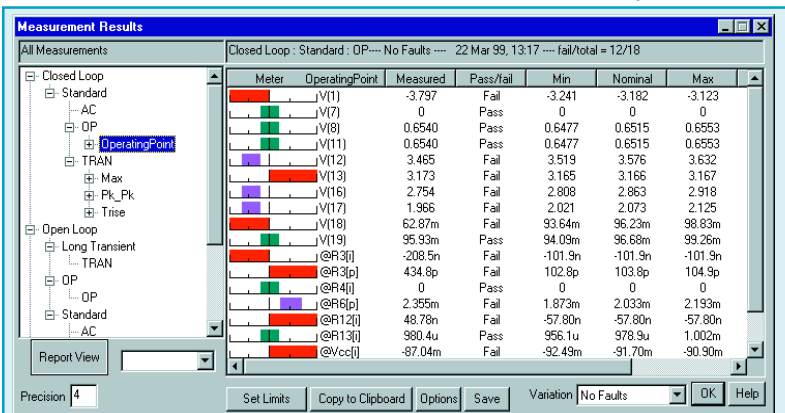 Measurement Results
All Measurements
Closed Loop : Standard : OP---- No Faults ---- 22 Mar 99, 13:17 ---- fail/total = 12/18
Closed Loop
Standard
AC
OP
OperatingPoint
TRAN
Max
Pk_Pk
Trise
Open Loop
Long Transient
TRAN
OP
OP
Standard
AC
Meter OperatingPoint Measured Pass/fail Min Nominal Max
V(1) -3.797 Fail -3.241 -3.182 -3.123
V(7) 0 Pass 0 0 0
V(8) 0.6540 Pass 0.6477 0.6515 0.6553
V(11) 0.6540 Pass 0.6477 0.6515 0.6553
V(12) 3.465 Fail 3.519 3.576 3.632
V(13) 3.173 Fail 3.165 3.166 3.167
V(16) 2.754 Fail 2.808 2.863 2.918
V(17) 1.966 Fail 2.021 2.073 2.125
V(18) 62.87m Fail 93.64m 96.23m 98.83m
V(19) 95.93m Pass 94.09m 96.68m 99.26m
@R3[i] -208.5n Fail -101.9n -101.9n -101.9n
@R3[p] 434.8p Fail 102.8p 103.8p 104.9p
@R4[i] 0 Pass 0 0 0
@R6[p] 2.355m Fail 1.873m 2.033m 2.193m
@R12[i] 48.78n Fail -57.80n -57.80n -57.80n
@R13[i] 980.4u Pass 956.1u 978.9u 1.002m
@Vcc[i] -87.04m Fail -92.49m -91.70m -90.90m
Report View
Precision 4
Set Limits Copy to Clipboard Options Save Variation No Faults OK Help